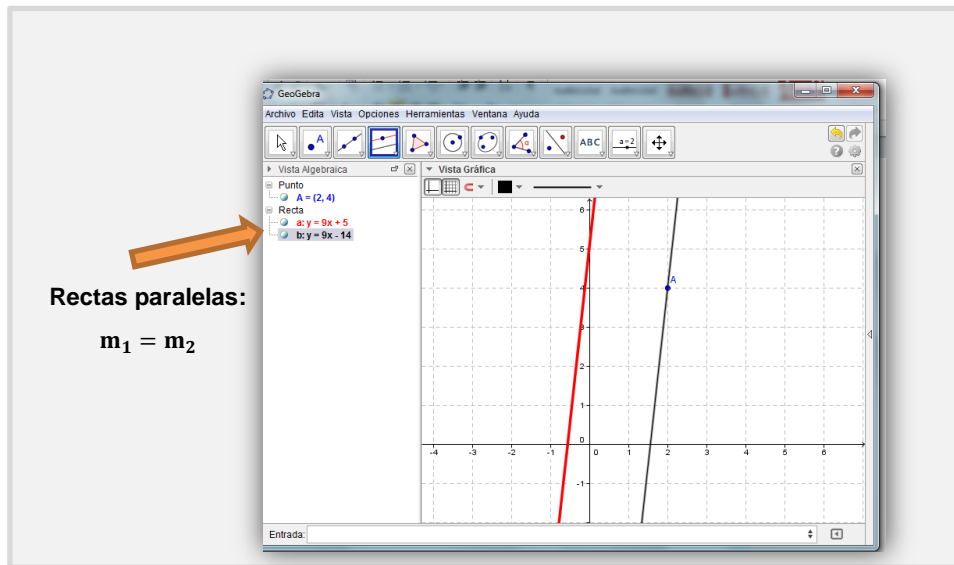 GeoGebra
Archivo Edita Vista Opciones Herramientas Ventana Ayuda
A
α
ABC
a=2
Vista Algebraica
Vista Gráfica
Punto
A = (2, 4)
Recta
a: y = 9x + 5
b: y = 9x - 14
Rectas paralelas:
m₁ = m₂
6
5
4
3
2
1
0
-1
-4 -3 -2 -1 0 1 2 3 4 5 6
A
Entrada: